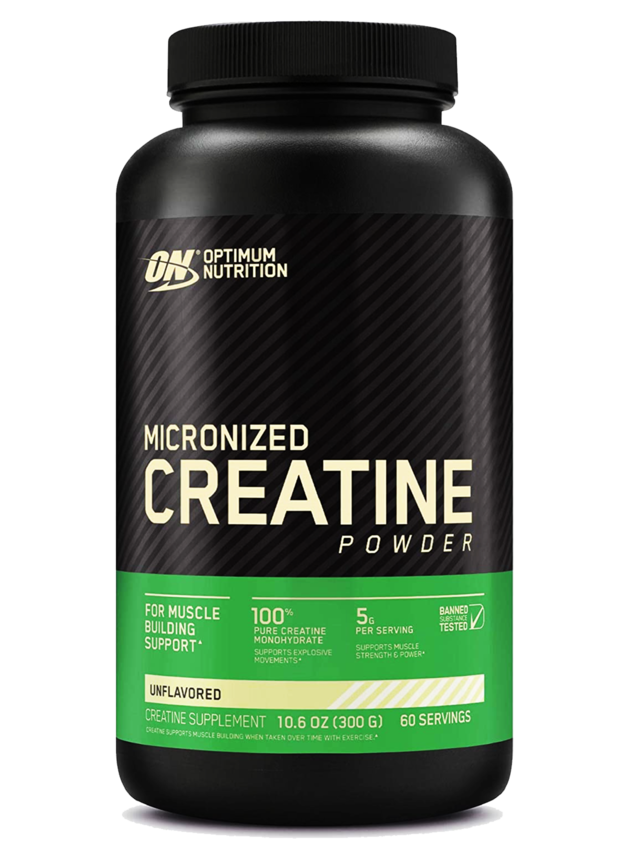 ON® OPTIMUM
NUTRITION
MICRONIZED
CREATINE
POWDER
FOR MUSCLE
BUILDING
SUPPORT*
100%
PURE CREATINE
MONOHYDRATE
SUPPORTS EXPLOSIVE
MOVEMENTS*
5G
PER SERVING
SUPPORTS MUSCLE
STRENGTH & POWER*
BANNED
SUBSTANCE
TESTED
UNFLAVORED
CREATINE SUPPLEMENT 10.6 OZ (300 G) 60 SERVINGS
CREATINE SUPPORTS MUSCLE BUILDING WHEN TAKEN OVER TIME WITH EXERCISE.*